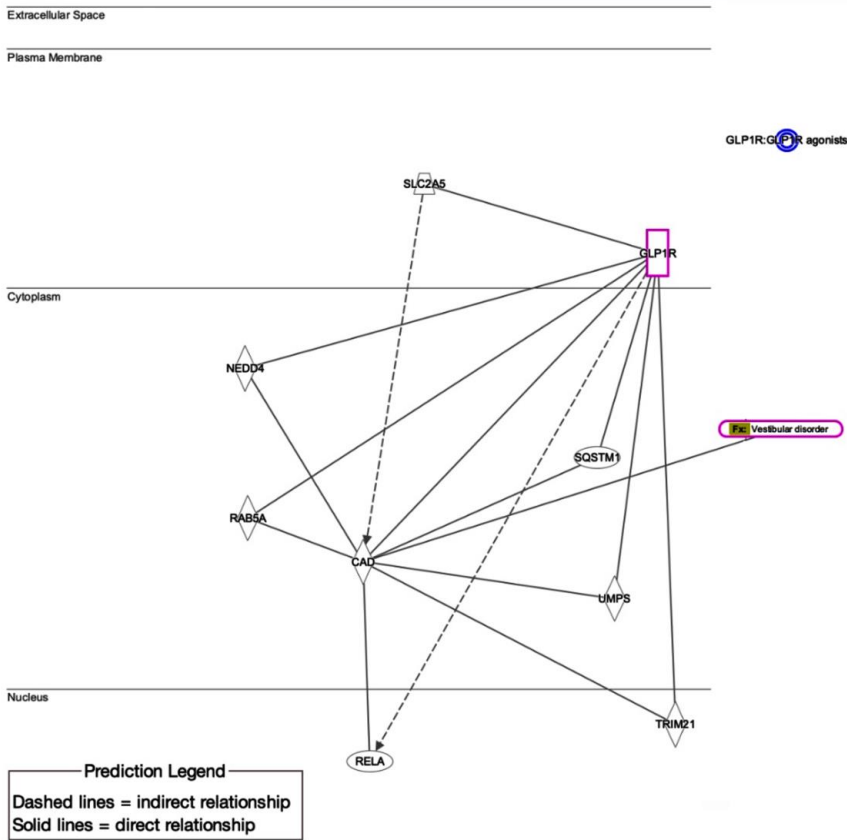 Extracellular Space
Plasma Membrane
GLP1R:GLP1R agonists
SLC2A5
GLP1R
Cytoplasm
NEDD4
Fx: Vestibular disorder
SQSTM1
RAB5A
CAD
UMPS
Nucleus
TRIM21
RELA
Prediction Legend
Dashed lines = indirect relationship
Solid lines = direct relationship